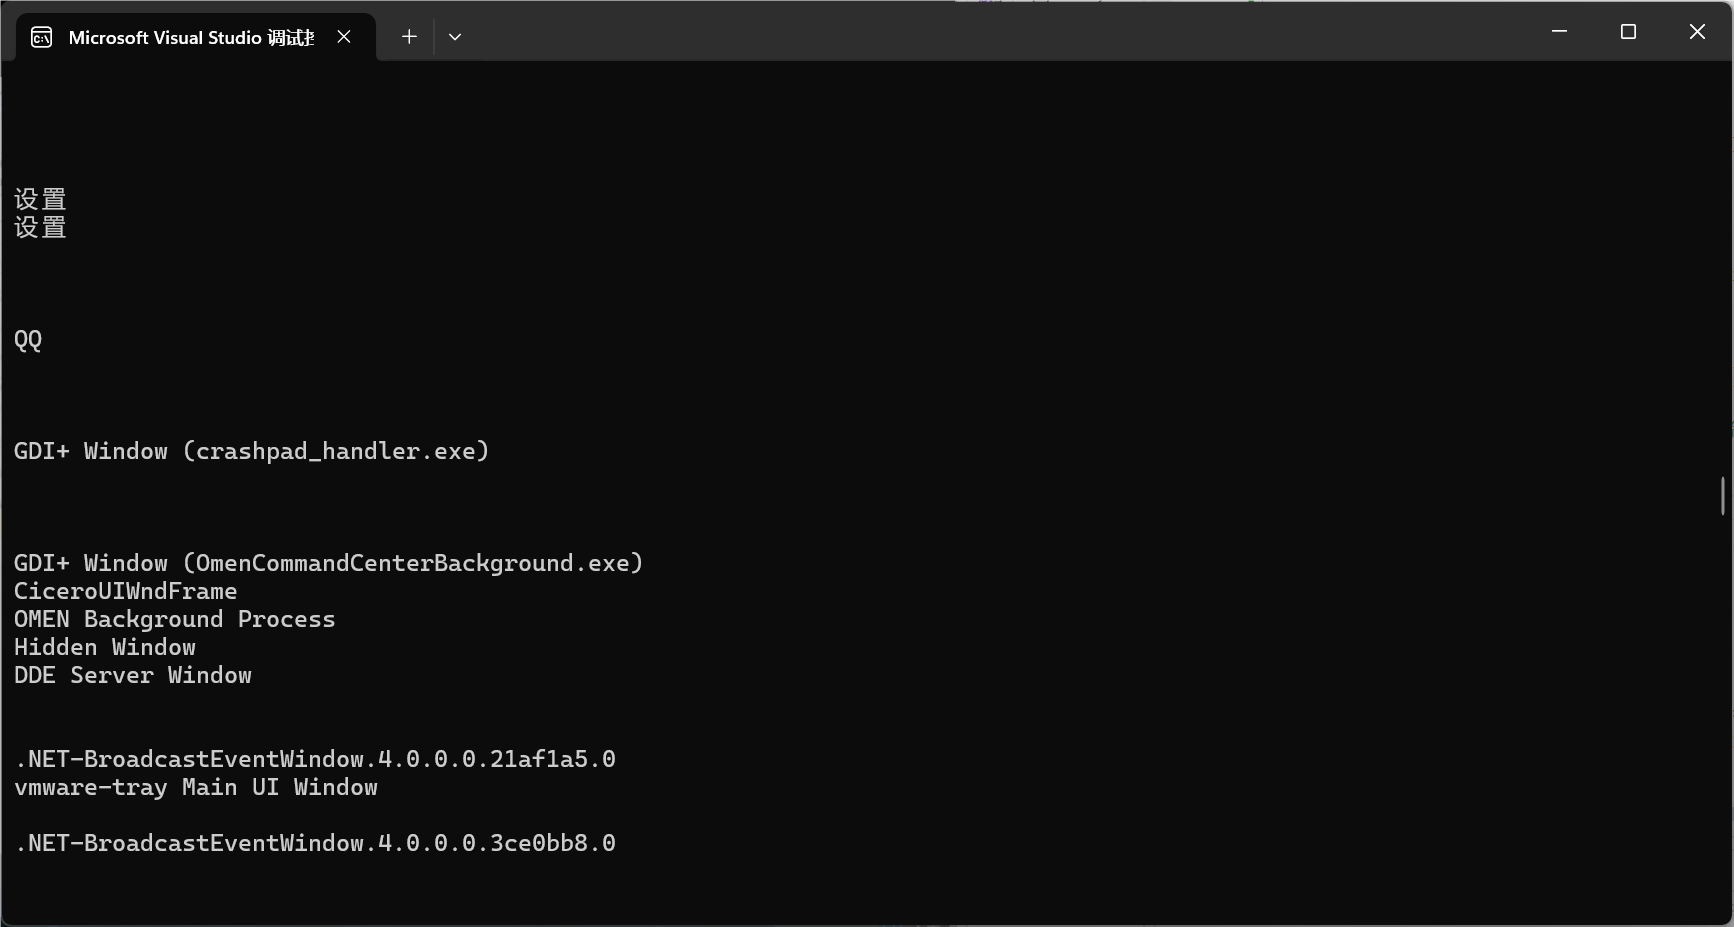 Microsoft Visual Studio 调试
设置
设置
QQ
GDI+ Window (crashpad_handler.exe)
GDI+ Window (OmenCommandCenterBackground.exe)
CiceroUIWndFrame
OMEN Background Process
Hidden Window
DDE Server Window
.NET-BroadcastEventWindow.4.0.0.0.21af1a5.0
vmware-tray Main UI Window
.NET-BroadcastEventWindow.4.0.0.0.3ce0bb8.0